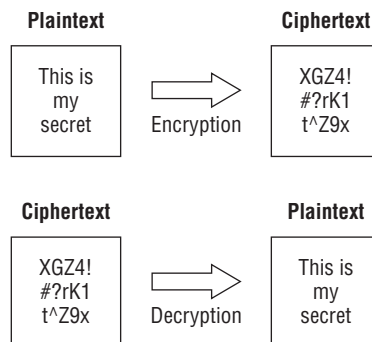 Plaintext
Ciphertext
This is
my
secret
Encryption
XGZ4!
#?rK1
t^Z9x
Ciphertext
Plaintext
XGZ4!
#?rK1
t^Z9x
Decryption
This is
my
secret